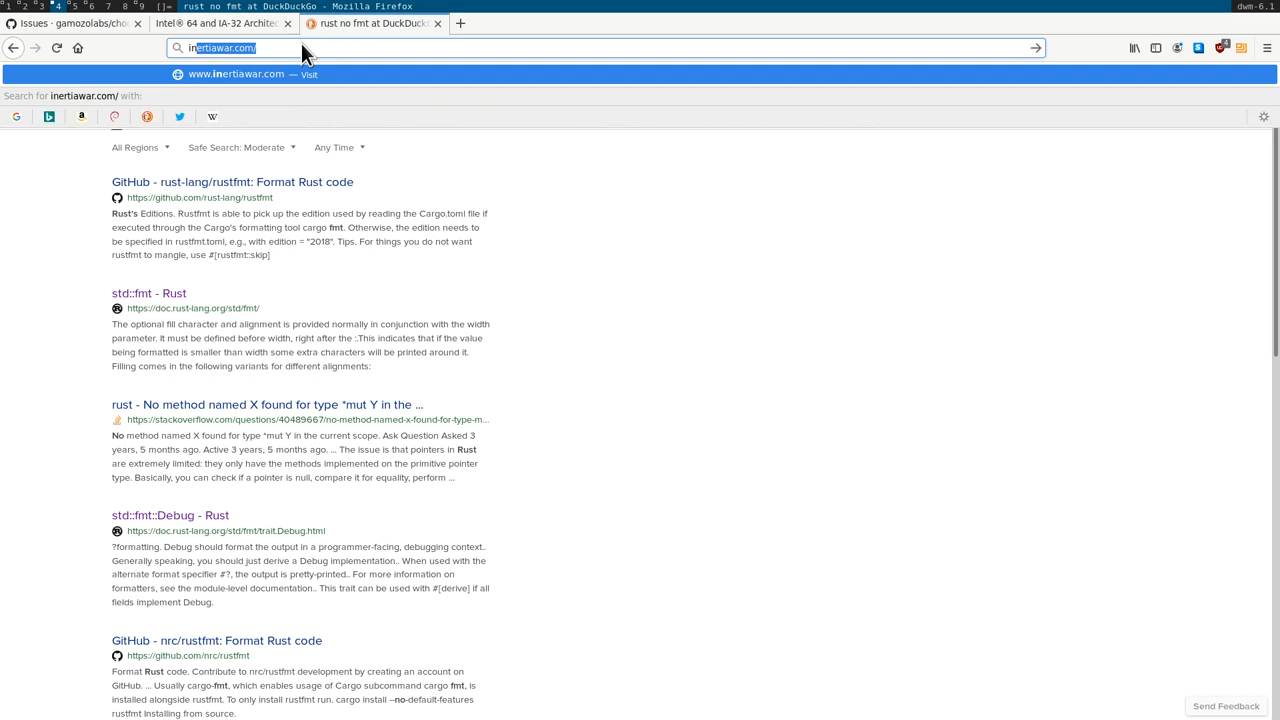 1 2 3 4 5 6 7 8 9 []= Issues · gamozolabs/chocolate_milk - Mozilla Firefox dwm-6.1
Issues · gamozolabs/cho
Intel® 64 and IA-32 Architec
rust no fmt at DuckDuckG
inertiawar.com/
4
www.inertiawar.com — Visit
Search for inertiawar.com/ with:
All Regions
Safe Search: Moderate
Any Time
GitHub - rust-lang/rustfmt: Format Rust code
https://github.com/rust-lang/rustfmt
Rust's Editions. Rustfmt is able to pick up the edition used by reading the Cargo.toml file if
executed through the Cargo's formatting tool cargo fmt. Otherwise, the edition needs to
be specified in rustfmt.toml, e.g., with edition = "2018". Tips. For things you do not want
rustfmt to mangle, use #[rustfmt::skip]
std::fmt - Rust
https://doc.rust-lang.org/std/fmt/
The optional fill character and alignment is provided normally in conjunction with the width
parameter. It must be defined before width, right after the :.This indicates that if the value
being formatted is smaller than width some extra characters will be printed around it.
Filling comes in the following variants for different alignments:
rust - No method named X found for type *mut Y in the ...
https://stackoverflow.com/questions/40489667/no-method-named-x-found-for-type-m...
No method named X found for type *mut Y in the current scope. Ask Question Asked 3
years, 5 months ago. Active 3 years, 5 months ago. ... The issue is that pointers in Rust
are extremely limited: they only have the methods implemented on the primitive pointer
type. Basically, you can check if a pointer is null, compare it for equality, perform ...
std::fmt::Debug - Rust
https://doc.rust-lang.org/std/fmt/trait.Debug.html
?formatting. Debug should format the output in a programmer-facing, debugging context..
Generally speaking, you should just derive a Debug implementation.. When used with the
alternate format specifier #?, the output is pretty-printed.. For more information on
formatters, see the module-level documentation.. This trait can be used with #[derive] if all
fields implement Debug.
GitHub - nrc/rustfmt: Format Rust code
https://github.com/nrc/rustfmt
Format Rust code. Contribute to nrc/rustfmt development by creating an account on
GitHub. ... Usually cargo-fmt, which enables usage of Cargo subcommand cargo fmt, is
installed alongside rustfmt. To only install rustfmt run. cargo install --no-default-features
rustfmt Installing from source.
Send Feedback